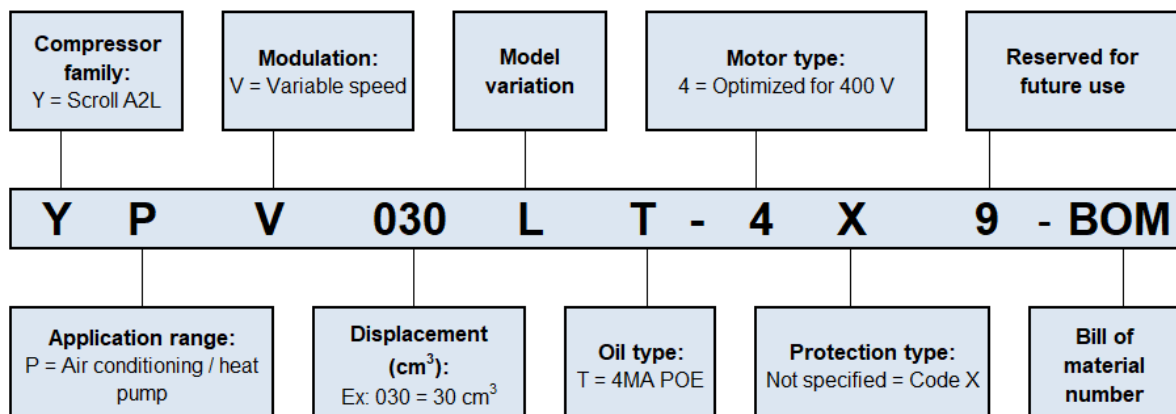 Compressor
family:
Y = Scroll A2L
Modulation:
V = Variable speed
Model
variation
Motor type:
4 = Optimized for 400 V
Reserved for
future use
Y P V 030 L T - 4 X 9 - BOM
Application range:
P = Air conditioning / heat
pump
Displacement
(cm³):
Ex: 030 = 30 cm³
Oil type:
T = 4MA POE
Protection type:
Not specified = Code X
Bill of
material
number